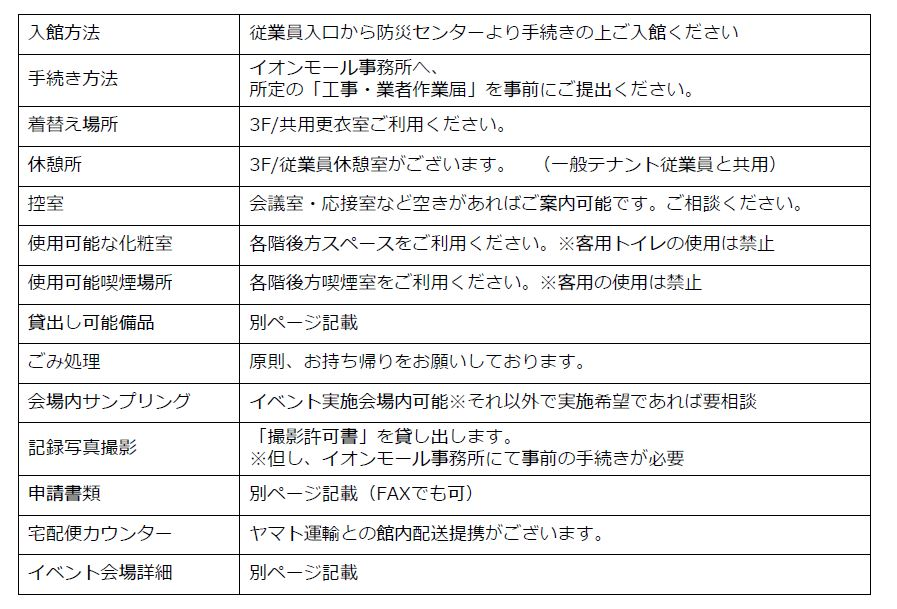 入館方法
従業員入口から防災センターより手続きの上ご入館ください
手続き方法
イオンモール事務所へ、
所定の「工事・業者作業届」を事前にご提出ください。
着替え場所
3F/共用更衣室ご利用ください。
休憩所
3F/従業員休憩室がございます。　（一般テナント従業員と共用）
控室
会議室・応接室など空きがあればご案内可能です。ご相談ください。
使用可能な化粧室
各階後方スペースをご利用ください。※客用トイレの使用は禁止
使用可能喫煙場所
各階後方喫煙室をご利用ください。※客用の使用は禁止
貸出し可能備品
別ページ記載
ごみ処理
原則、お持ち帰りをお願いしております。
会場内サンプリング
イベント実施会場内可能※それ以外で実施希望であれば要相談
記録写真撮影
「撮影許可書」を貸し出します。
※但し、イオンモール事務所にて事前の手続きが必要
申請書類
別ページ記載（FAXでも可）
宅配便カウンター
ヤマト運輸との館内配送提携がございます。
イベント会場詳細
別ページ記載